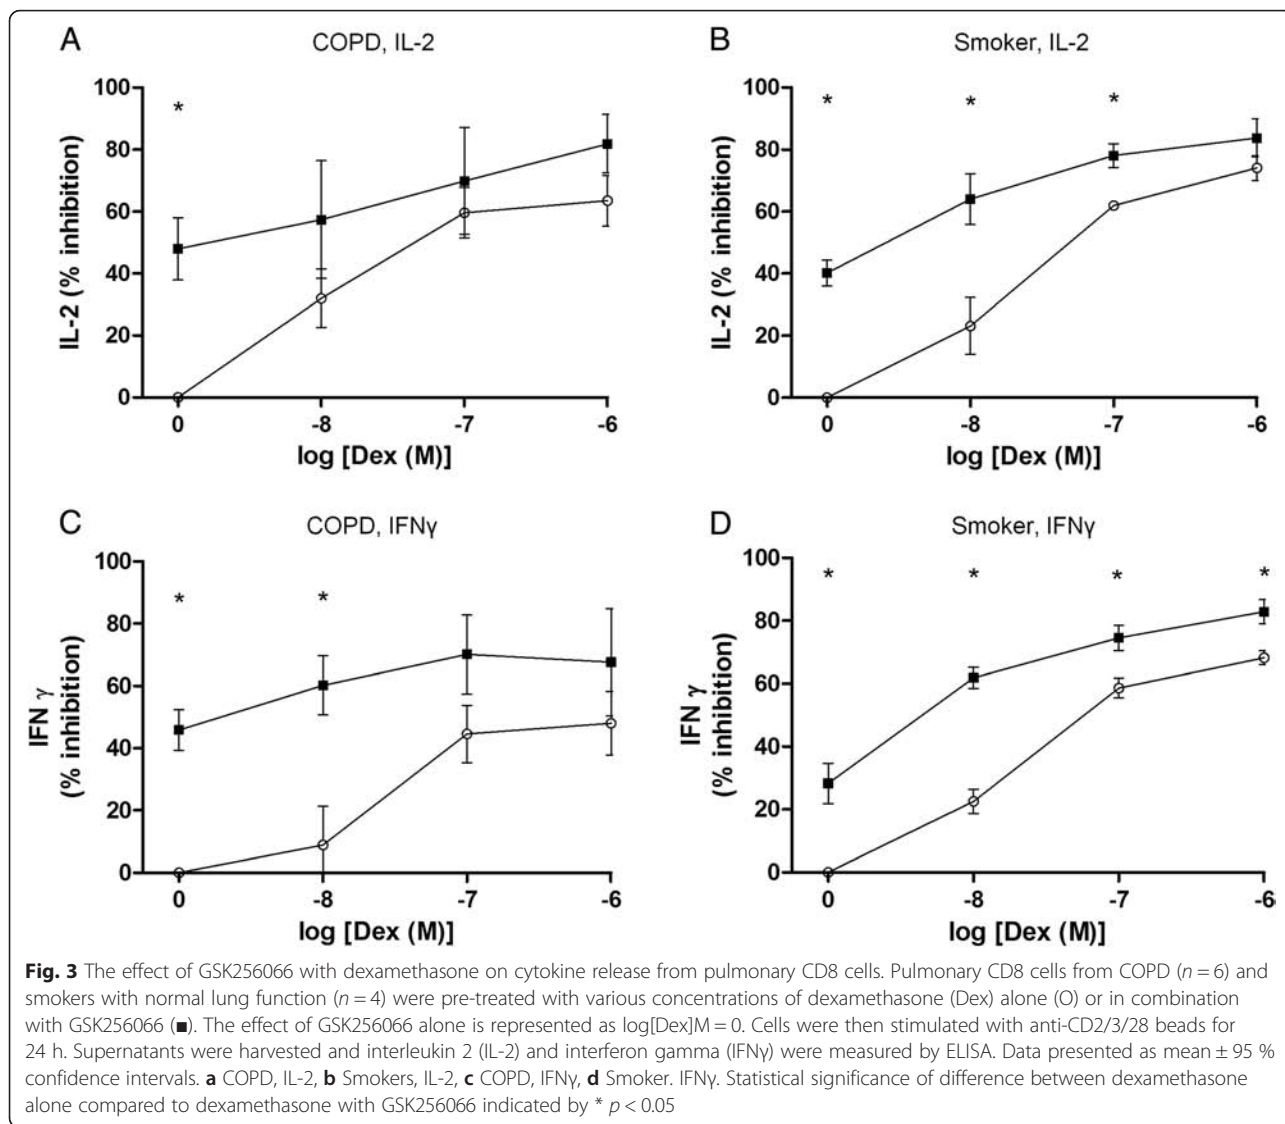 A
COPD, IL-2
B
Smoker, IL-2
IL-2 (% inhibition)
100
80
60
40
20
0
*
0
-8
-7
-6
log [Dex (M)]
IL-2 (% inhibition)
100
80
60
40
20
0
* * *
0
-8
-7
-6
log [Dex (M)]
C
COPD, IFNγ
D
Smoker, IFNγ
IFN γ
(% inhibition)
100
80
60
40
20
0
* *
0
-8
-7
-6
log [Dex (M)]
IFN γ
(% inhibition)
100
80
60
40
20
0
* * * *
0
-8
-7
-6
log [Dex (M)]
Fig. 3 The effect of GSK256066 with dexamethasone on cytokine release from pulmonary CD8 cells. Pulmonary CD8 cells from COPD (n = 6) and
smokers with normal lung function (n = 4) were pre-treated with various concentrations of dexamethasone (Dex) alone (O) or in combination
with GSK256066 (■). The effect of GSK256066 alone is represented as log[Dex]M = 0. Cells were then stimulated with anti-CD2/3/28 beads for
24 h. Supernatants were harvested and interleukin 2 (IL-2) and interferon gamma (IFNγ) were measured by ELISA. Data presented as mean ± 95 %
confidence intervals. a COPD, IL-2, b Smokers, IL-2, c COPD, IFNγ, d Smoker. IFNγ. Statistical significance of difference between dexamethasone
alone compared to dexamethasone with GSK256066 indicated by * p < 0.05